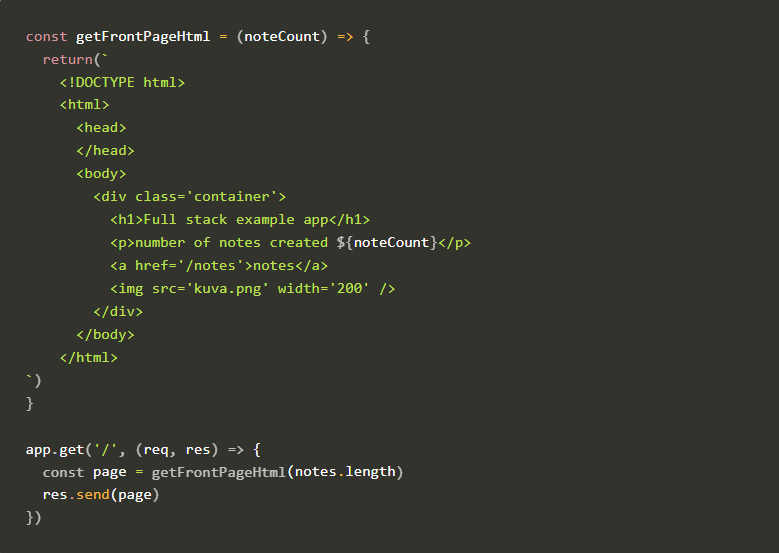 const getFrontPageHtml = (noteCount) => {
  return(`
    <!DOCTYPE html>
    <html>
      <head>
      </head>
      <body>
        <div class='container'>
          <h1>Full stack example app</h1>
          <p>number of notes created ${noteCount}</p>
          <a href='/notes'>notes</a>
          <img src='kuva.png' width='200' />
        </div>
      </body>
    </html>
`)
}

app.get('/', (req, res) => {
  const page = getFrontPageHtml(notes.length)
  res.send(page)
})